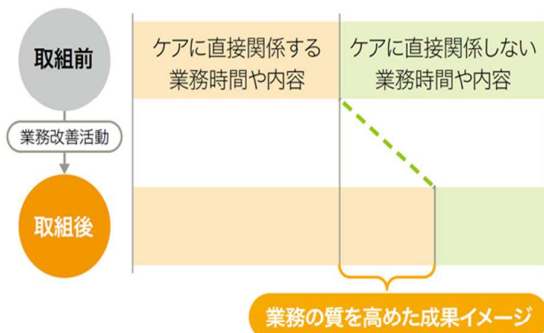 取組前
ケアに直接関係する
業務時間や内容
ケアに直接関係しない
業務時間や内容
業務改善活動
取組後
業務の質を高めた成果イメージ